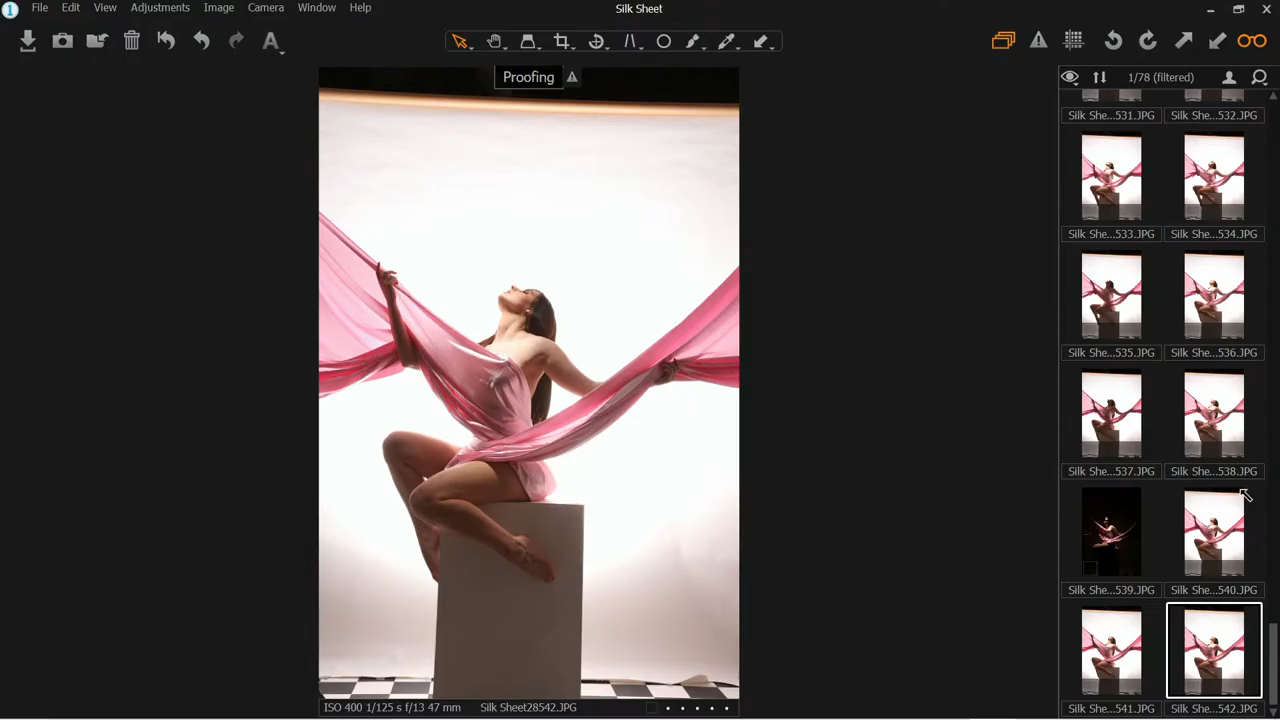 File Edit View Adjustments Image Camera Window Help
Silk Sheet
A
Proofing
1/78 (filtered)
Silk She...531.JPG Silk She...532.JPG
Silk She...533.JPG Silk She...534.JPG
Silk She...535.JPG Silk She...536.JPG
Silk She...537.JPG Silk She...538.JPG
Silk She...539.JPG Silk She...540.JPG
Silk She...541.JPG Silk She...542.JPG
ISO 400 1/125 s f/13 47 mm Silk Sheet28542.JPG